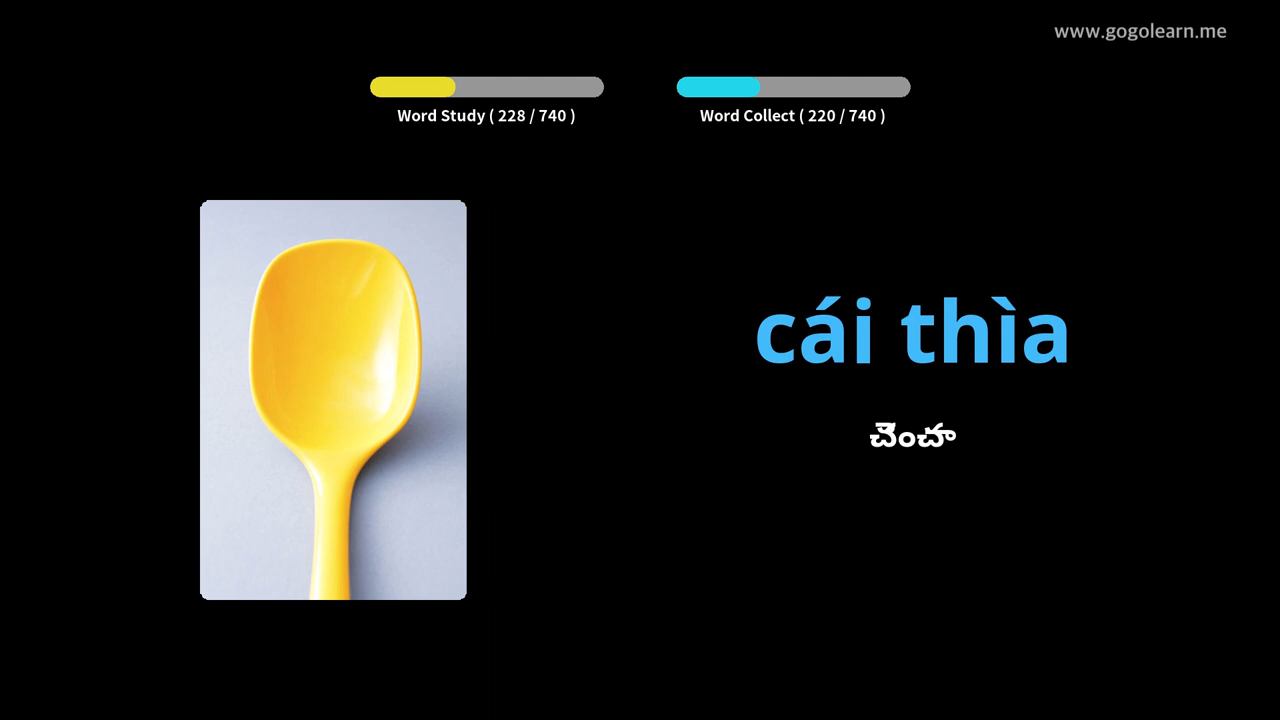 www.gogolearn.me
Word Study ( 228 / 740 )
Word Collect ( 220 / 740 )
cái thìa
చెంచా